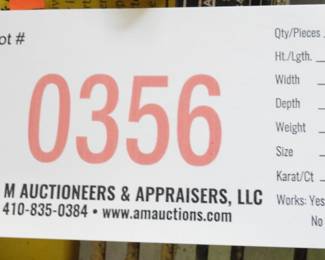 ot #
0356
M AUCTIONEERS & APPRAISERS, LLC
410-835-0384 • www.amauctions.com
Qty/Pieces
Ht./Lgth.
Width
Depth
Weight
Size
Karat/Ct
Works: Yes
No